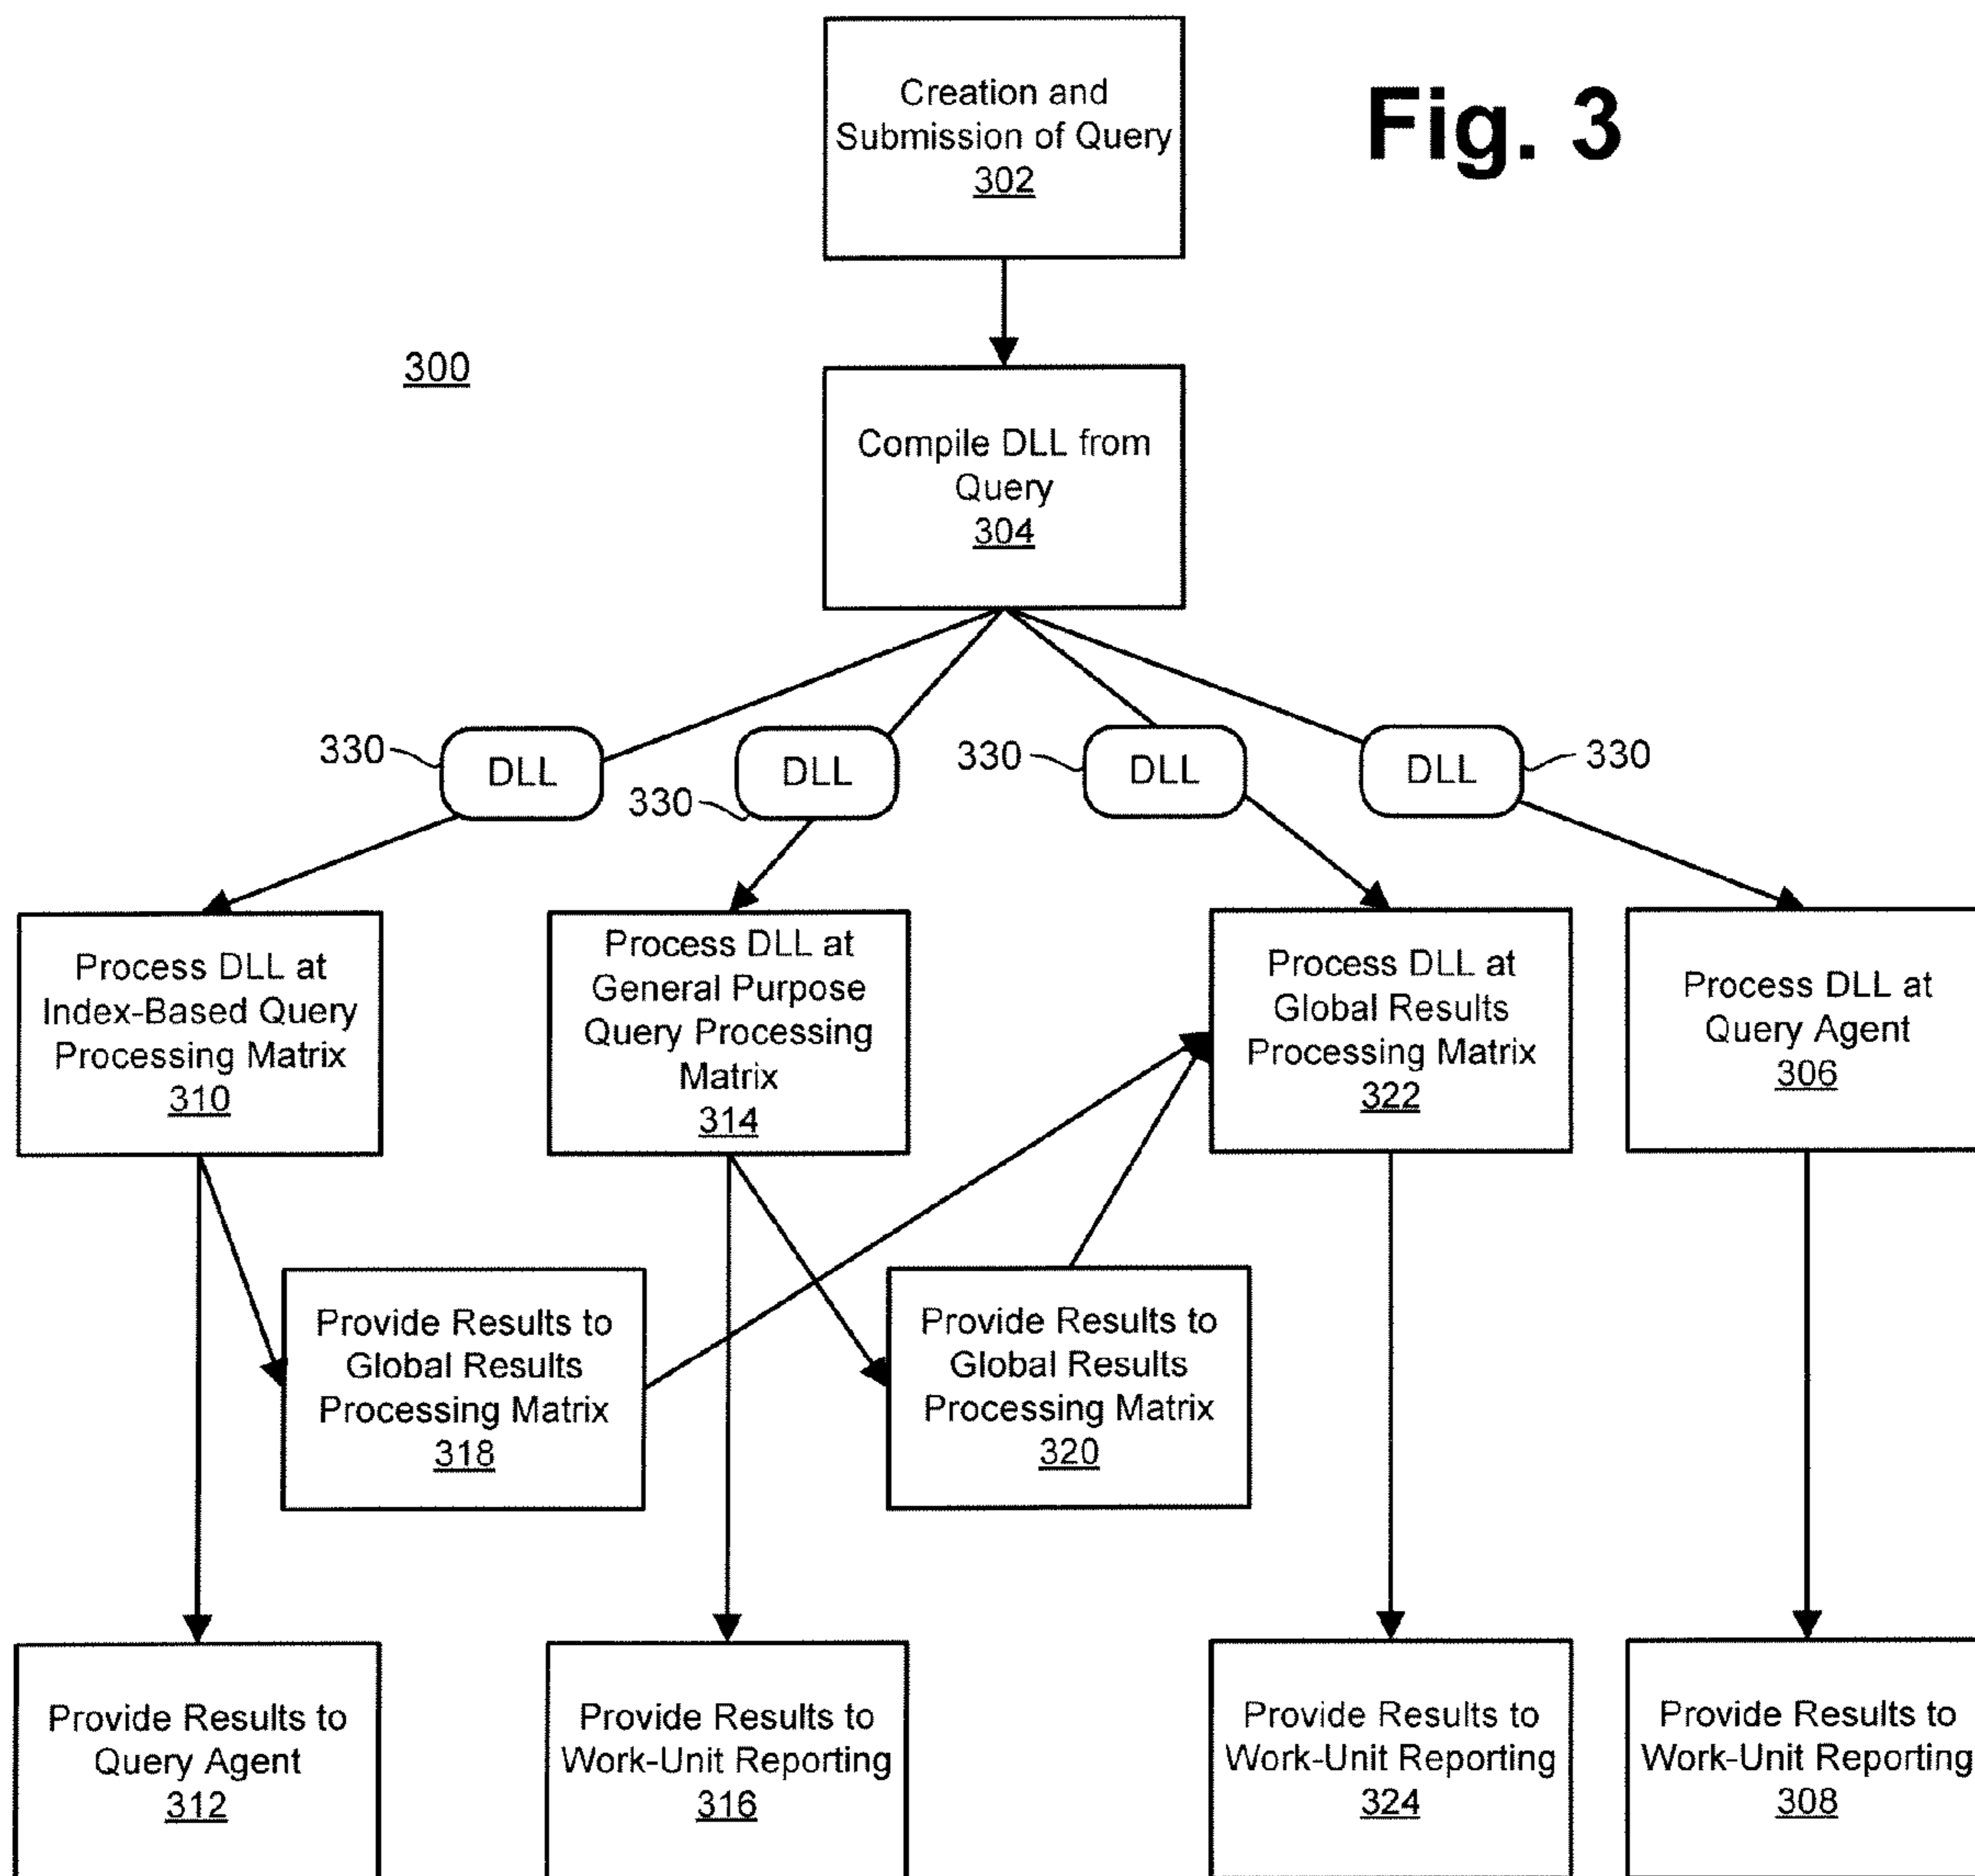 Creation and
Submission of Query
302
Fig. 3
300
Compile DLL from
Query
304
330
DLL
330
DLL
330
DLL
DLL
330
Process DLL at
Index-Based Query
Processing Matrix
310
Process DLL at
General Purpose
Query Processing
Matrix
314
Process DLL at
Global Results
Processing Matrix
322
Process DLL at
Query Agent
306
Provide Results to
Global Results
Processing Matrix
318
Provide Results to
Global Results
Processing Matrix
320
Provide Results to
Query Agent
312
Provide Results to
Work-Unit Reporting
316
Provide Results to
Work-Unit Reporting
324
Provide Results to
Work-Unit Reporting
308